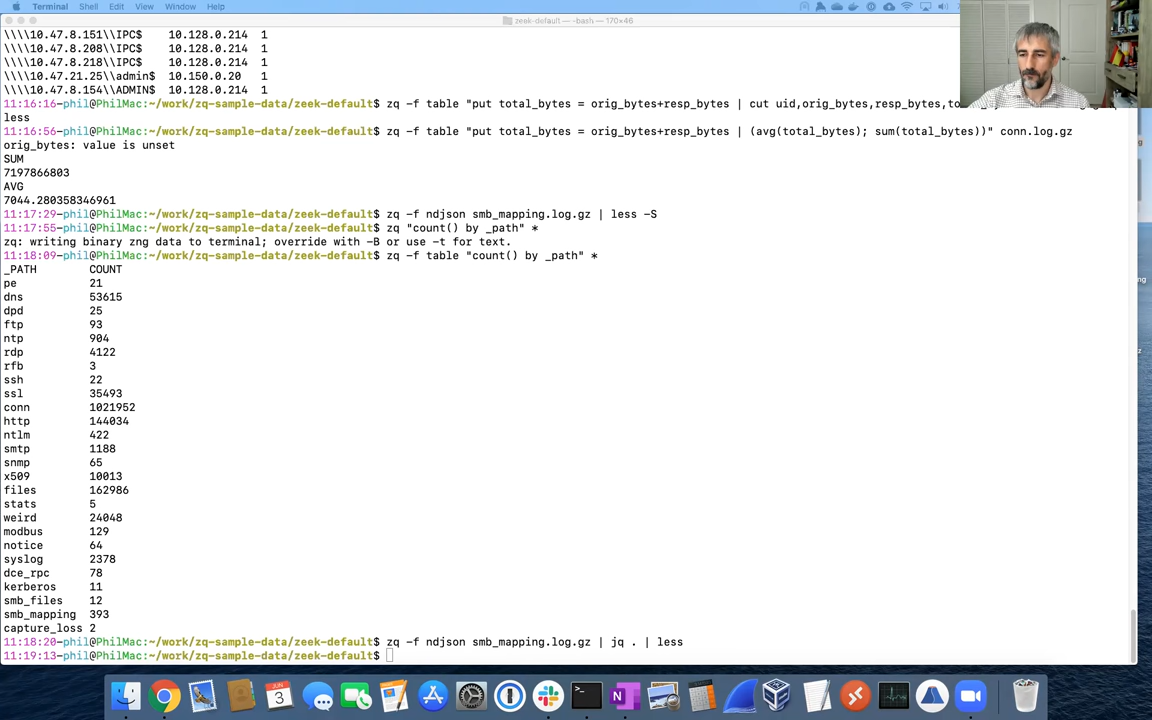 Terminal Shell Edit View Window Help
zeek-default — -bash — 170×46
\\\\10.47.8.151\\IPC$ 10.128.0.214 1
\\\\10.47.8.208\\IPC$ 10.128.0.214 1
\\\\10.47.8.218\\IPC$ 10.128.0.214 1
\\\\10.47.21.25\\admin$ 10.150.0.20 1
\\\\10.47.8.154\\ADMIN$ 10.128.0.214 1
11:16:16-phil@PhilMac:~/work/zq-sample-data/zeek-default$ zq -f table "put total_bytes = orig_bytes+resp_bytes | cut uid,orig_bytes,resp_bytes,
less
11:16:56-phil@PhilMac:~/work/zq-sample-data/zeek-default$ zq -f table "put total_bytes = orig_bytes+resp_bytes | (avg(total_bytes); sum(total_bytes))" conn.log.gz
orig_bytes: value is unset
SUM
7197866803
AVG
7044.280358346961
11:17:29-phil@PhilMac:~/work/zq-sample-data/zeek-default$ zq -f ndjson smb_mapping.log.gz | less -S
11:17:55-phil@PhilMac:~/work/zq-sample-data/zeek-default$ zq "count() by _path" *
zq: writing binary zng data to terminal; override with -B or use -t for text.
11:18:09-phil@PhilMac:~/work/zq-sample-data/zeek-default$ zq -f table "count() by _path" *
_PATH COUNT
pe 21
dns 53615
dpd 25
ftp 93
ntp 904
rdp 4122
rfb 3
ssh 22
ssl 35493
conn 1021952
http 144034
ntlm 422
smtp 1188
snmp 65
x509 10013
files 162986
stats 5
weird 24048
modbus 129
notice 64
syslog 2378
dce_rpc 78
kerberos 11
smb_files 12
smb_mapping 393
capture_loss 2
11:18:20-phil@PhilMac:~/work/zq-sample-data/zeek-default$ zq -f ndjson smb_mapping.log.gz | jq . | less
11:19:13-phil@PhilMac:~/work/zq-sample-data/zeek-default$
JUN
3